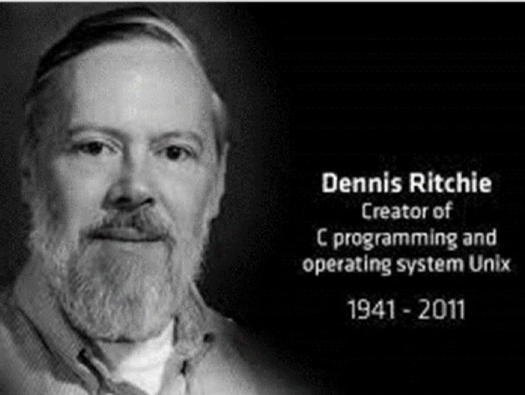 Dennis Ritchie
Creator of
C programming and
operating system Unix
1941 - 2011